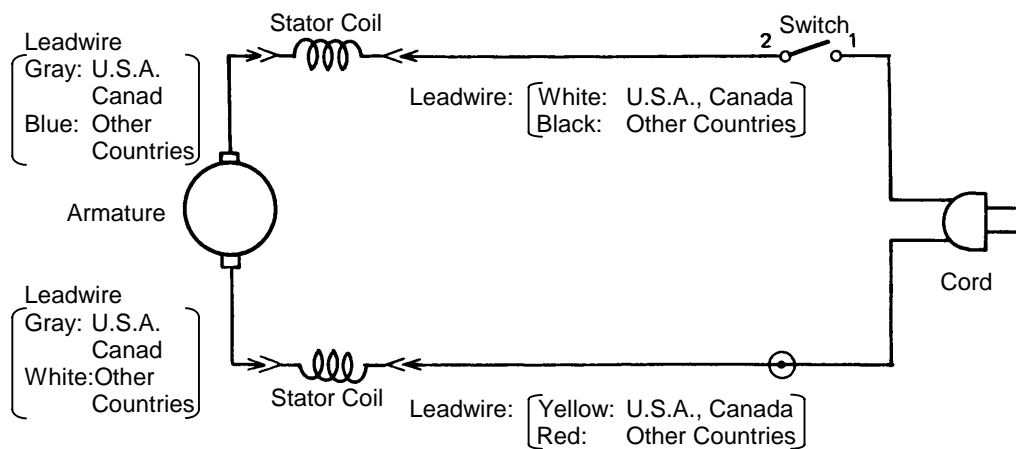 Stator Coil
Switch
2 1
Leadwire
Gray: U.S.A.
Canad
Blue: Other
Countries
Leadwire: White: U.S.A., Canada
Black: Other Countries
Armature
Cord
Leadwire
Gray: U.S.A.
Canad
White:Other
Countries
Stator Coil
Leadwire: Yellow: U.S.A., Canada
Red: Other Countries